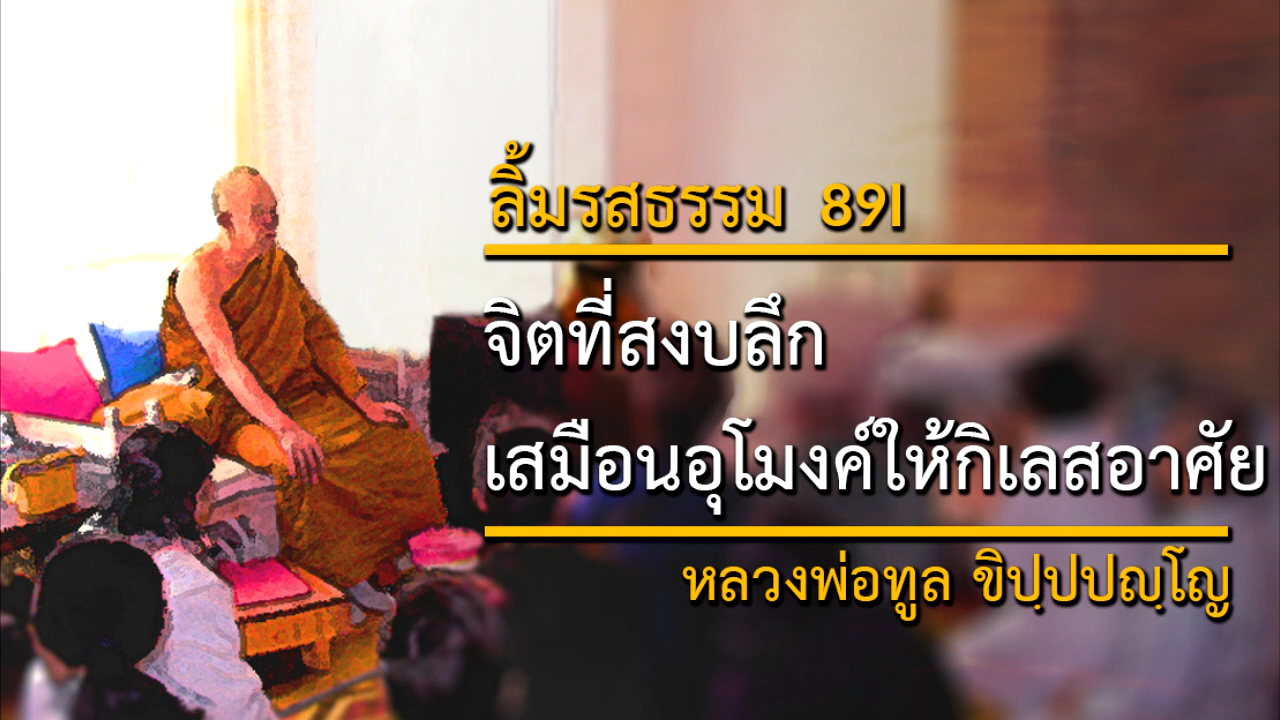 ลิ้มรสธรรม 89I
จิตที่สงบลึก
เสมือนอุโมงค์ให้กิเลสอาศัย
หลวงพ่อทูล ขิปฺปปญฺโญ